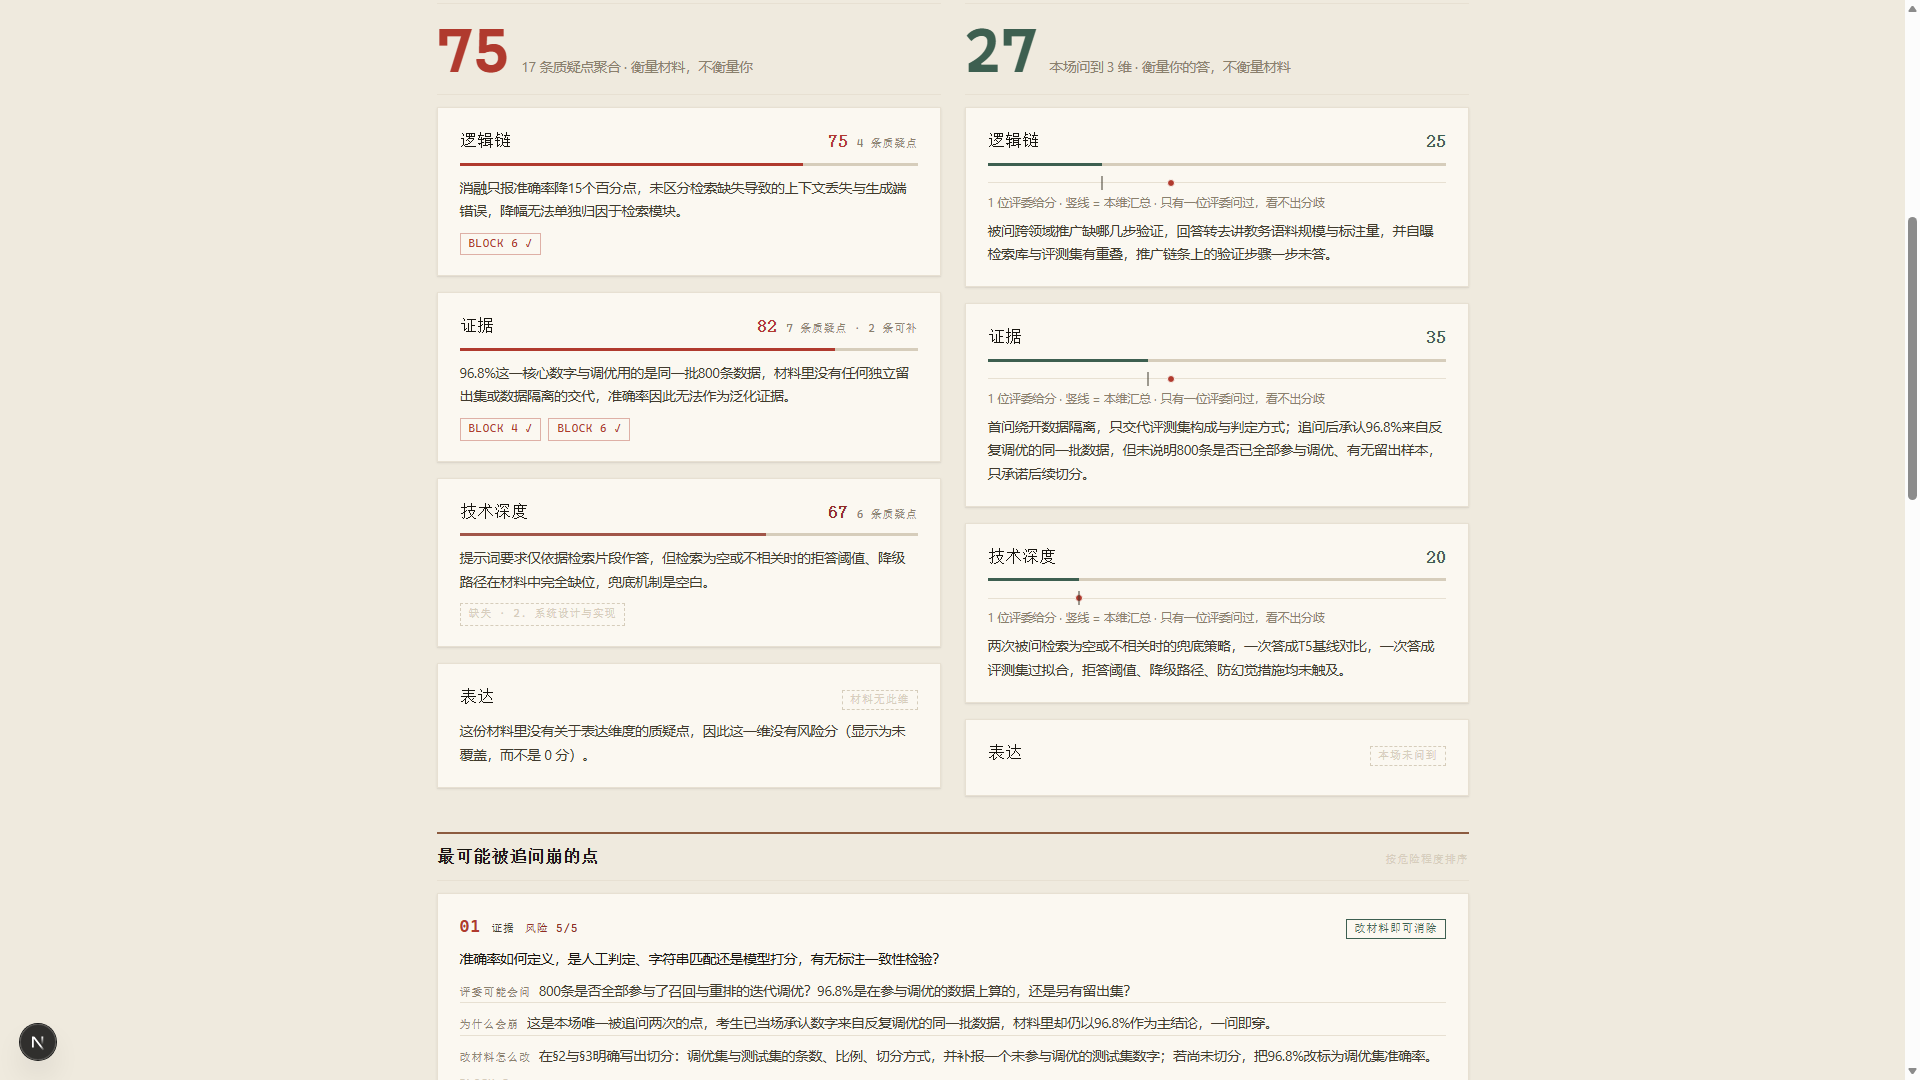 75 17 条质疑点聚合 · 衡量材料，不衡量你
逻辑链 75 4 条质疑点
消融只报准确率降15个百分点，未区分检索缺失导致的上下文丢失与生成端
错误，降幅无法单独归因于检索模块。
BLOCK 6 ✓
证据 82 7 条质疑点 · 2 条可补
96.8%这一核心数字与调优用的是同一批800条数据，材料里没有任何独立留
出集或数据隔离的交代，准确率因此无法作为泛化证据。
BLOCK 4 ✓ BLOCK 6 ✓
技术深度 67 6 条质疑点
提示词要求仅依据检索片段作答，但检索为空或不相关时的拒答阈值、降级
路径在材料中完全缺位，兜底机制是空白。
缺失 · 2. 系统设计与实现
表达 材料无此维
这份材料里没有关于表达维度的质疑点，因此这一维没有风险分（显示为未
覆盖，而不是 0 分）。
27 本场问到 3 维 · 衡量你的答，不衡量材料
逻辑链 25
1 位评委给分 · 竖线 = 本维汇总 · 只有一位评委问过，看不出分歧
被问跨领域推广缺哪几步验证，回答转去讲教务语料规模与标注量，并自曝
检索库与评测集有重叠，推广链条上的验证步骤一步未答。
证据 35
1 位评委给分 · 竖线 = 本维汇总 · 只有一位评委问过，看不出分歧
首问绕开数据隔离，只交代评测集构成与判定方式；追问后承认96.8%来自反
复调优的同一批数据，但未说明800条是否已全部参与调优、有无留出样本，
只承诺后续切分。
技术深度 20
1 位评委给分 · 竖线 = 本维汇总 · 只有一位评委问过，看不出分歧
两次被问检索为空或不相关时的兜底策略，一次答成T5基线对比，一次答成
评测集过拟合，拒答阈值、降级路径、防幻觉措施均未触及。
表达 本场未问到
最可能被追问崩的点 按危险程度排序
01 证据 风险 5/5 改材料即可消除
准确率如何定义，是人工判定、字符串匹配还是模型打分，有无标注一致性检验？
评委可能会问 800条是否全部参与了召回与重排的迭代调优？96.8%是在参与调优的数据上算的，还是另有留出集？
为什么会崩 这是本场唯一被追问两次的点，考生已当场承认数字来自反复调优的同一批数据，材料里却仍以96.8%作为主结论，一问即穿。
改材料怎么改 在§2与§3明确写出切分：调优集与测试集的条数、比例、切分方式，并补报一个未参与调优的测试集数字；若尚未切分，把96.8%改标为调优集准确率。
N